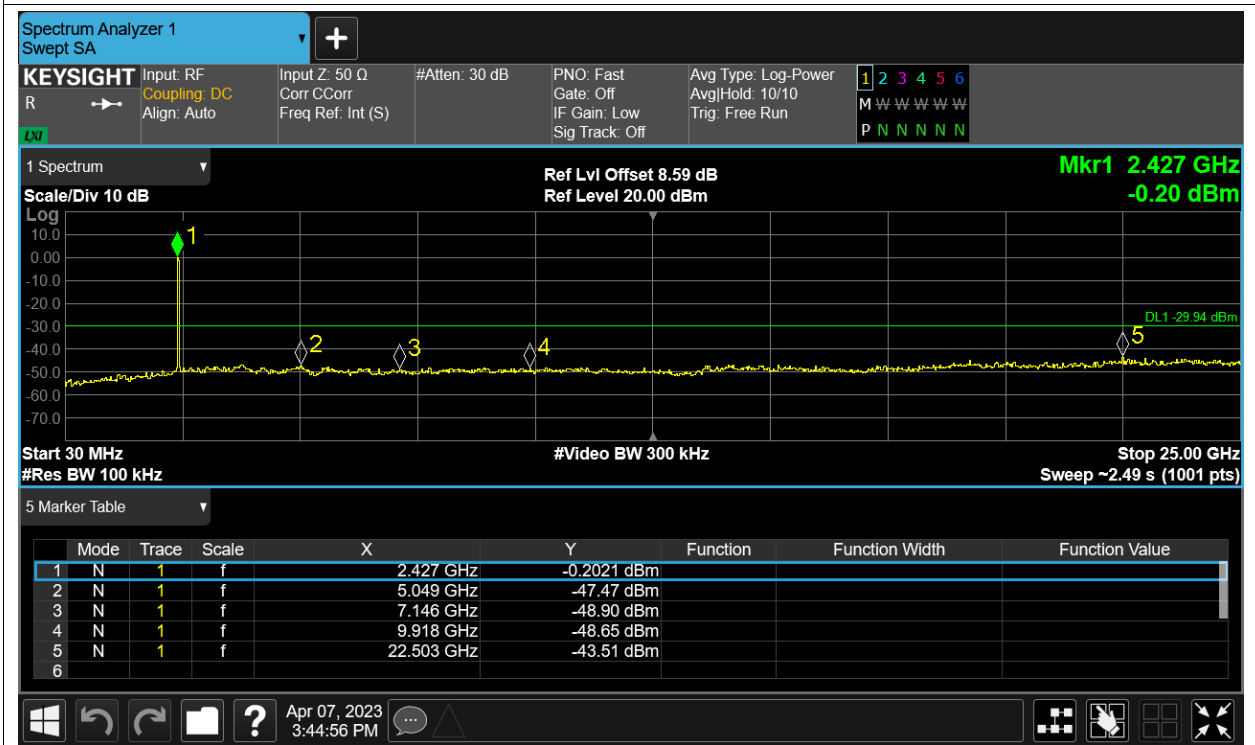 Spectrum Analyzer 1
Swept SA
KEYSIGHT Input: RF Input Z: 50 Ω #Atten: 30 dB PNO: Fast Avg Type: Log-Power 1 2 3 4 5 6
R Coupling: DC Corr CCorr Gate: Off Avg|Hold: 10/10 M W W W W W
Align: Auto Freq Ref: Int (S) IF Gain: Low Trig: Free Run
LXI Sig Track: Off P N N N N N
1 Spectrum Ref Lvl Offset 8.59 dB Mkr1 2.427 GHz
Scale/Div 10 dB Ref Level 20.00 dBm -0.20 dBm
Log
10.0 1
0.00
-10.0
-20.0
DL1 -29.94 dBm
-30.0
-40.0 2 3 4 5
-50.0
-60.0
-70.0
Start 30 MHz #Video BW 300 kHz Stop 25.00 GHz
#Res BW 100 kHz Sweep ~2.49 s (1001 pts)
5 Marker Table
Mode Trace Scale X Y Function Function Width Function Value
1 N 1 f 2.427 GHz -0.2021 dBm
2 N 1 f 5.049 GHz -47.47 dBm
3 N 1 f 7.146 GHz -48.90 dBm
4 N 1 f 9.918 GHz -48.65 dBm
5 N 1 f 22.503 GHz -43.51 dBm
6
? Apr 07, 2023
3:44:56 PM